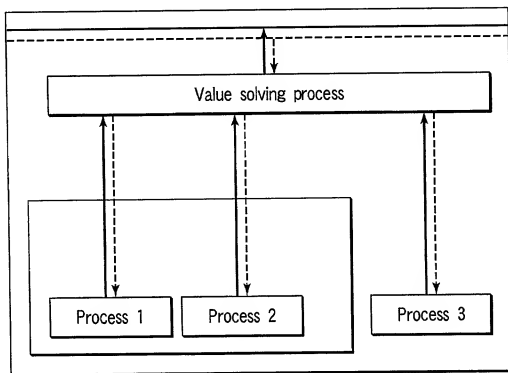 Value solving process
Process 1
Process 2
Process 3